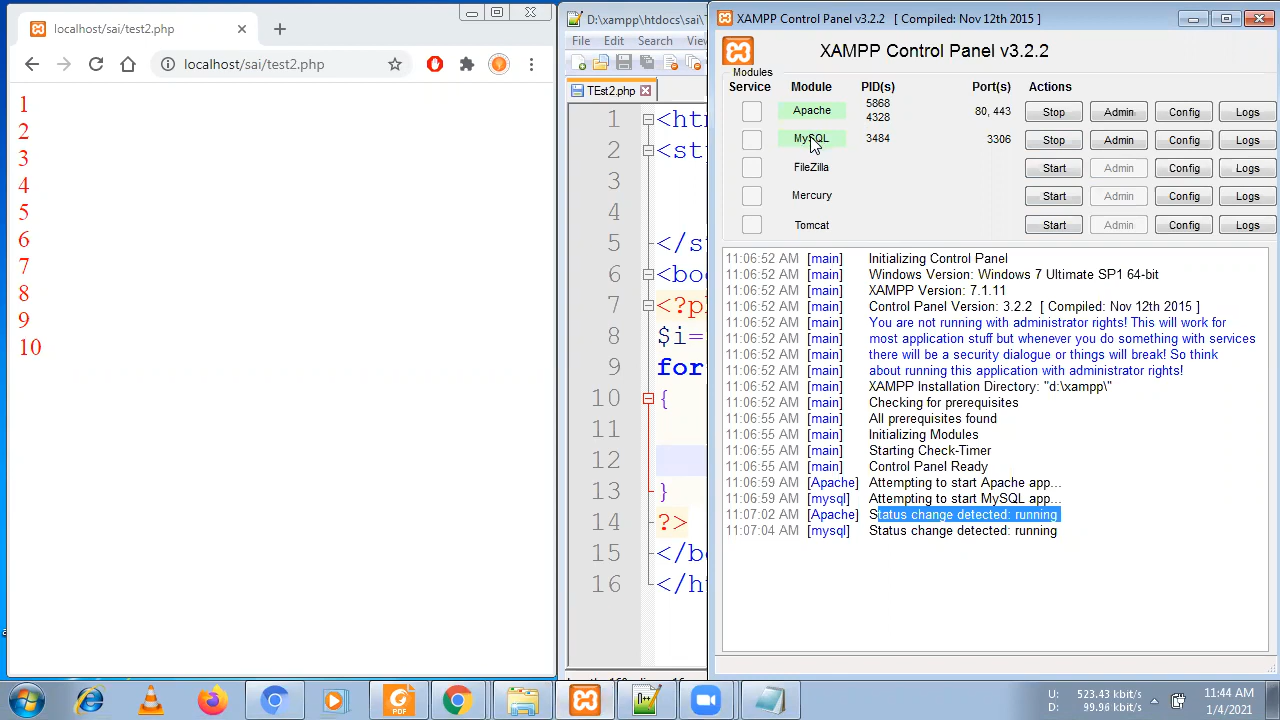 localhost/sai/test2.php
localhost/sai/test2.php
1
2
3
4
5
6
7
8
9
10
D:\xampp\htdocs\sai\T
File Edit Search Vie
TEst2.php
1 <ht
2 <st
3
4
5 </s
6 <bo
7 <?p
8 $i=
9 for
10 {
11
12
13 }
14 ?>
15 </b
16 </h
XAMPP Control Panel v3.2.2 [ Compiled: Nov 12th 2015 ]
XAMPP Control Panel v3.2.2
Modules
Service Module PID(s) Port(s) Actions
Apache 5868 4328 80, 443 Stop Admin Config Logs
MySQL 3484 3306 Stop Admin Config Logs
FileZilla Start Admin Config Logs
Mercury Start Admin Config Logs
Tomcat Start Admin Config Logs
11:06:52 AM [main] Initializing Control Panel
11:06:52 AM [main] Windows Version: Windows 7 Ultimate SP1 64-bit
11:06:52 AM [main] XAMPP Version: 7.1.11
11:06:52 AM [main] Control Panel Version: 3.2.2 [ Compiled: Nov 12th 2015 ]
11:06:52 AM [main] You are not running with administrator rights! This will work for
11:06:52 AM [main] most application stuff but whenever you do something with services
11:06:52 AM [main] there will be a security dialogue or things will break! So think
11:06:52 AM [main] about running this application with administrator rights!
11:06:52 AM [main] XAMPP Installation Directory: "d:\xampp\"
11:06:52 AM [main] Checking for prerequisites
11:06:55 AM [main] All prerequisites found
11:06:55 AM [main] Initializing Modules
11:06:55 AM [main] Starting Check-Timer
11:06:55 AM [main] Control Panel Ready
11:06:59 AM [Apache] Attempting to start Apache app...
11:06:59 AM [mysql] Attempting to start MySQL app...
11:07:02 AM [Apache] Status change detected: running
11:07:04 AM [mysql] Status change detected: running
PDF
U: 523.43 kbit/s
D: 99.96 kbit/s
11:44 AM
1/4/2021